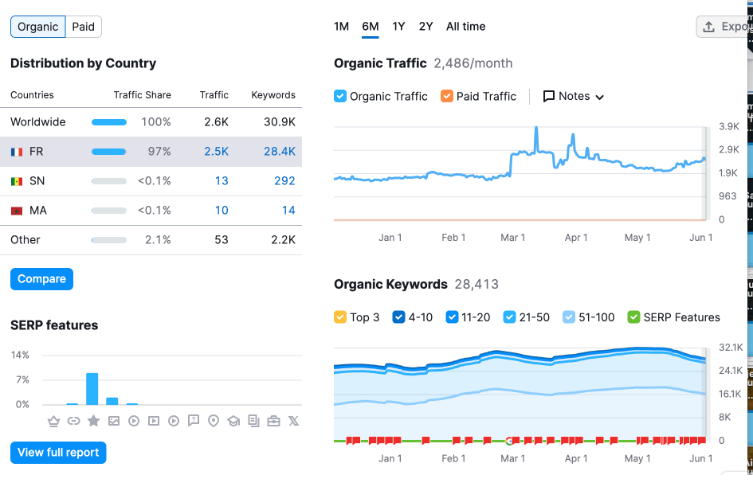 Organic Paid
1M 6M 1Y 2Y All time
Expo
Distribution by Country
Countries Traffic Share Traffic Keywords
Worldwide 100% 2.6K 30.9K
FR 97% 2.5K 28.4K
SN <0.1% 13 292
MA <0.1% 10 14
Other 2.1% 53 2.2K
Compare
SERP features
14%
7%
0%
View full report
Organic Traffic 2,486/month
Organic Traffic Paid Traffic Notes
3.9K
2.9K
1.9K
963
0
Jan 1 Feb 1 Mar 1 Apr 1 May 1 Jun 1
Organic Keywords 28,413
Top 3 4-10 11-20 21-50 51-100 SERP Features
32.1K
24.1K
16.1K
8K
0
Jan 1 Feb 1 Mar 1 Apr 1 May 1 Jun 1